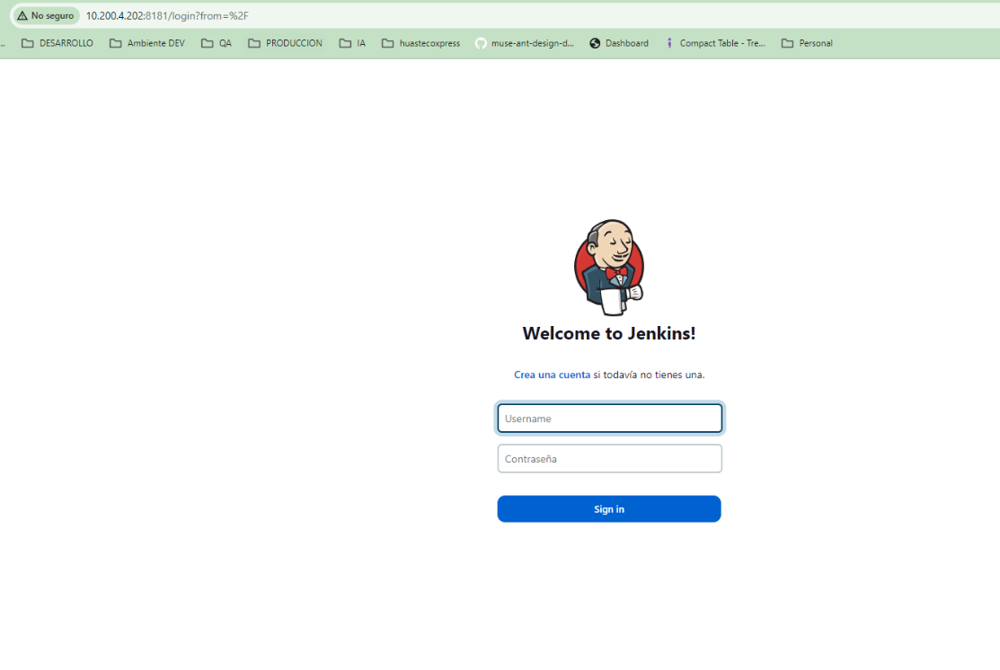 No seguro 10.200.4.202:8181/login?from=%2F
.. DESARROLLO Ambiente DEV QA PRODUCCION IA huastecoxpress muse-ant-design-d... Dashboard Compact Table - Tre... Personal
Welcome to Jenkins!
Crea una cuenta si todavía no tienes una.
Username
Contraseña
Sign in